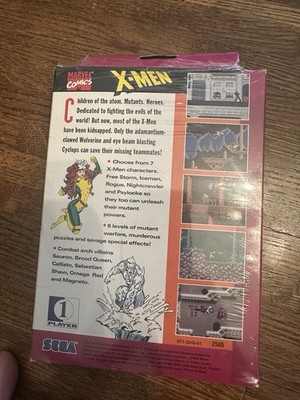 MARVEL
COMICS
X-MEN
Children of the atom. Mutants. Heroes.
Dedicated to fighting the evils of the
world! But now, most of the X-Men
have been kidnapped. Only the adamantium-
clawed Wolverine and eye beam blasting
Cyclops can save their missing teammates!
• Choose from 7
X-Men characters.
Free Storm, Iceman,
Rogue, Nightcrawler
and Psylocke so
they too can unleash
their mutant
powers.
• 6 levels of mutant
warfare, murderous
puzzles and savage special effects!
• Combat arch villains
Sauron, Brood Queen,
Callisto, Sebastian
Shaw, Omega Red
and Magneto.
1
PLAYER
SEGA
2505